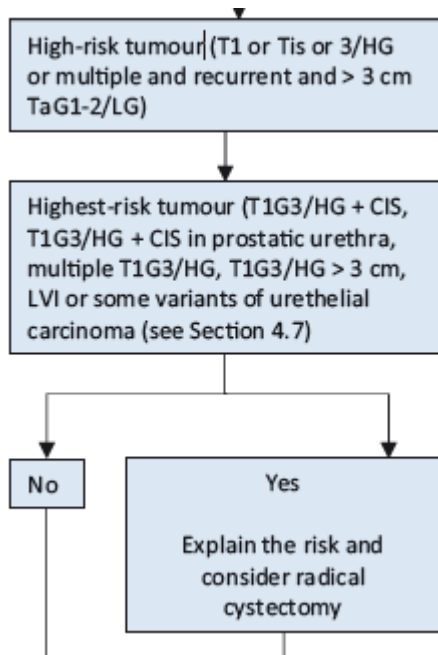 High-risk tumour (T1 or Tis or 3/HG
or multiple and recurrent and > 3 cm
TaG1-2/LG)
Highest-risk tumour (T1G3/HG + CIS,
T1G3/HG + CIS in prostatic urethra,
multiple T1G3/HG, T1G3/HG > 3 cm,
LVI or some variants of urethelial
carcinoma (see Section 4.7)
No
Yes
Explain the risk and
consider radical
cystectomy